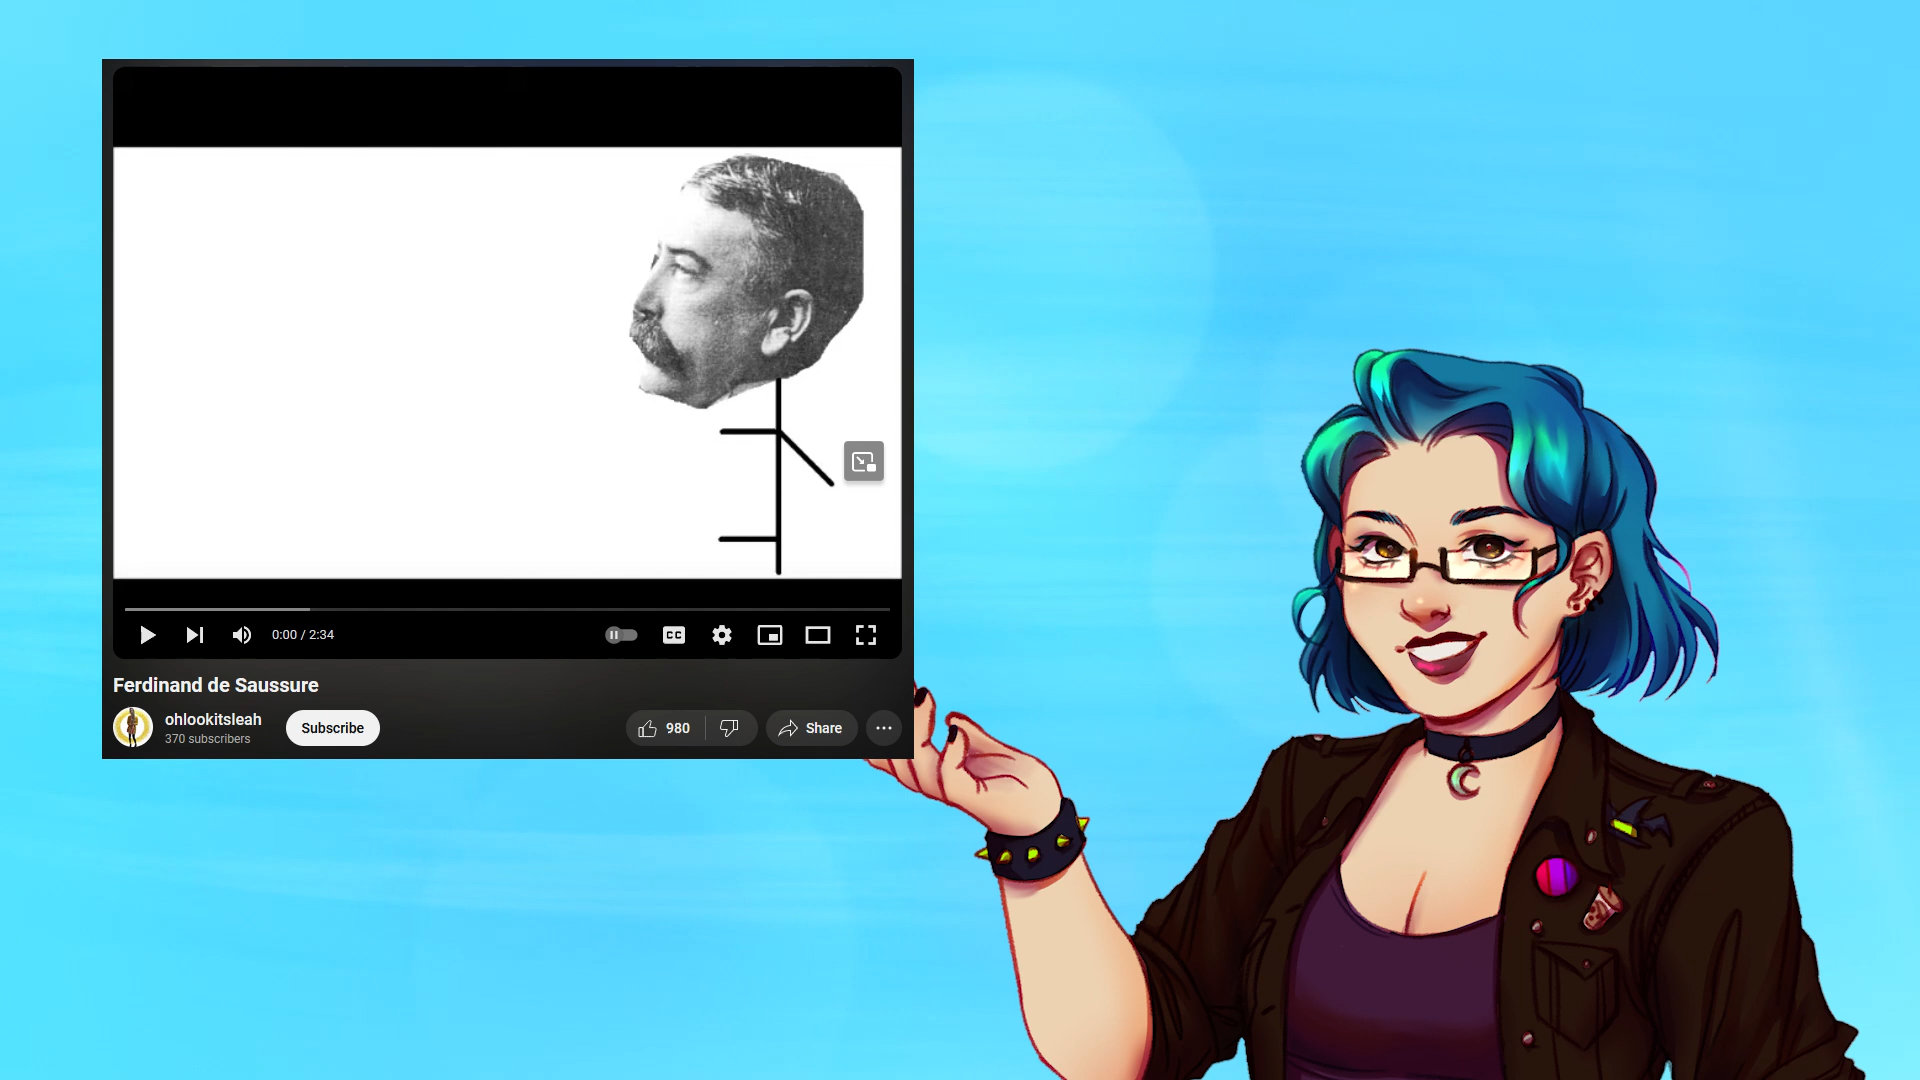 0:00 / 2:34
CC
Ferdinand de Saussure
ohlookitsleah
370 subscribers
Subscribe
980
Share